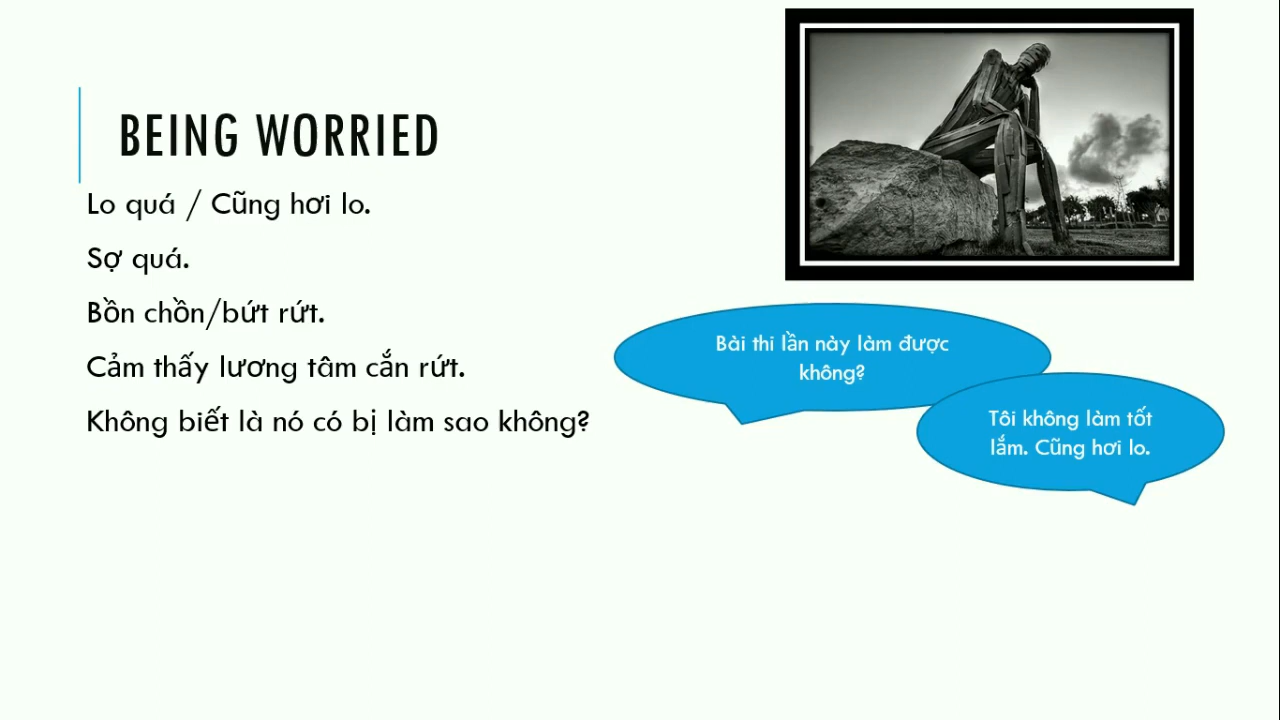 BEING WORRIED
Lo quá / Cũng hơi lo.
Sợ quá.
Bồn chồn/bứt rứt.
Cảm thấy lương tâm cắn rứt.
Không biết là nó có bị làm sao không?
Bài thi lần này làm được
không?
Tôi không làm tốt
lắm. Cũng hơi lo.